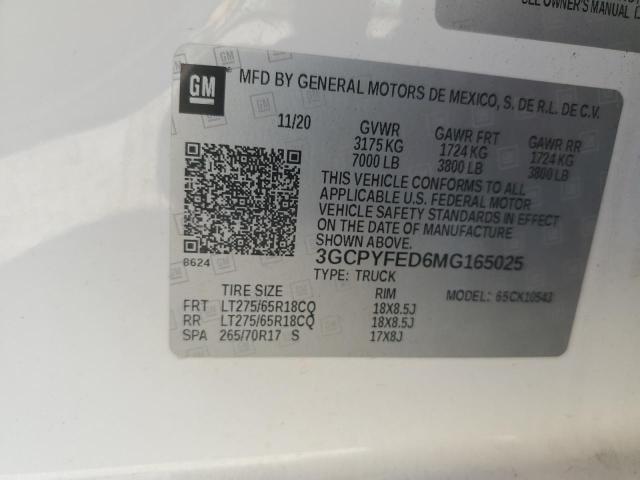 SEE OWNER'S MANUAL
GM
MFD BY GENERAL MOTORS DE MEXICO, S. DE R.L. DE C.V.
11/20 GVWR GAWR FRT GAWR RR
3175 KG 1724 KG 1724 KG
7000 LB 3800 LB 3800 LB
THIS VEHICLE CONFORMS TO ALL
APPLICABLE U.S. FEDERAL MOTOR
VEHICLE SAFETY STANDARDS IN EFFECT
ON THE DATE OF MANUFACTURE
SHOWN ABOVE.
8624
3GCPYFED6MG165025
TYPE: TRUCK
TIRE SIZE RIM MODEL: 65CK10543
FRT LT275/65R18CQ 18X8.5J
RR LT275/65R18CQ 18X8.5J
SPA 265/70R17 S 17X8J